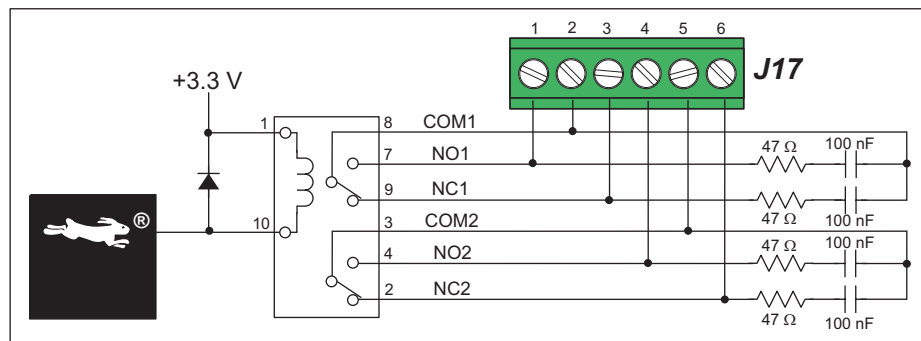 1 2 3 4 5 6
J17
+3.3 V
1
8 COM1
47 Ω 100 nF
7 NO1
9 NC1
47 Ω 100 nF
®
10
3 COM2
47 Ω 100 nF
4 NO2
2 NC2
47 Ω 100 nF